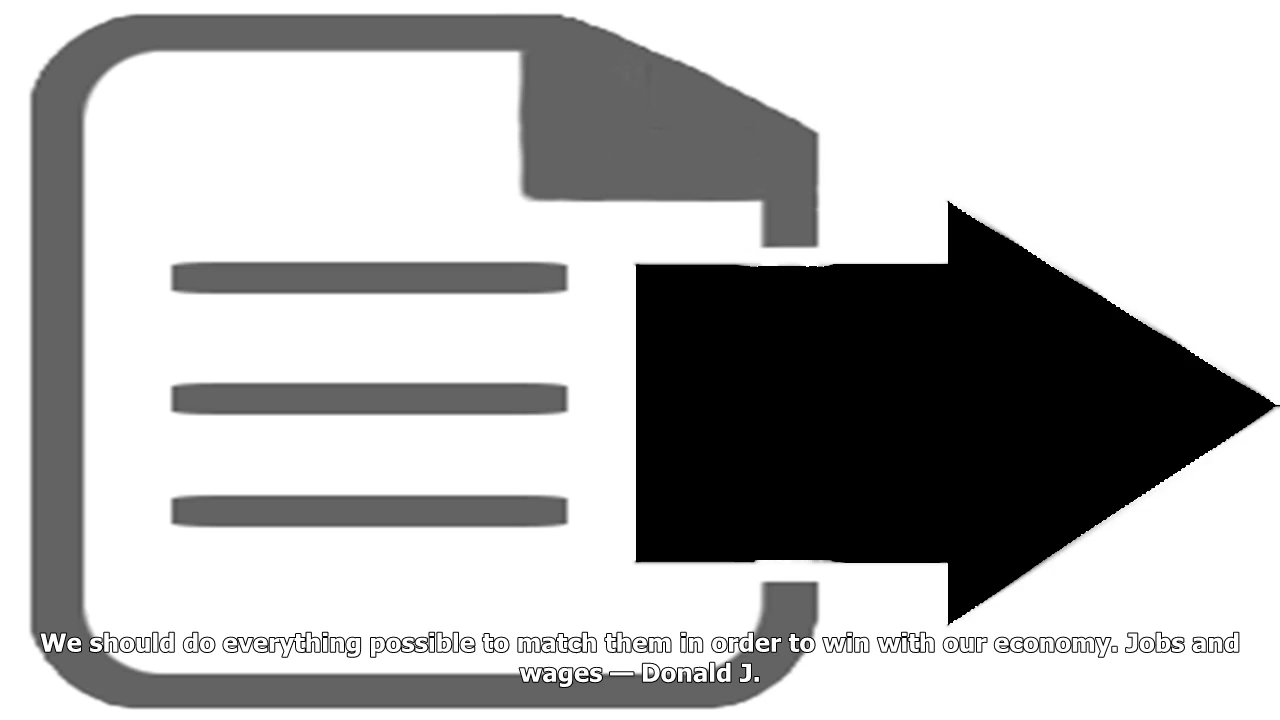 We should do everything possible to match them in order to win with our economy. Jobs and
wages — Donald J.